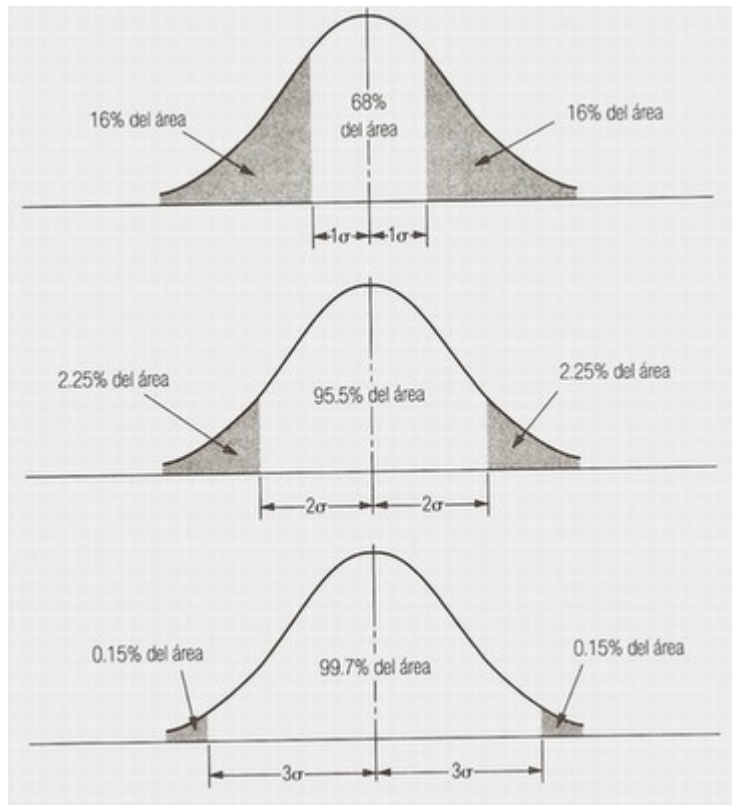 68%
del área
16% del área
16% del área
1σ 1σ
2.25% del área
2.25% del área
95.5% del área
2σ 2σ
0.15% del área
0.15% del área
99.7% del área
3σ 3σ